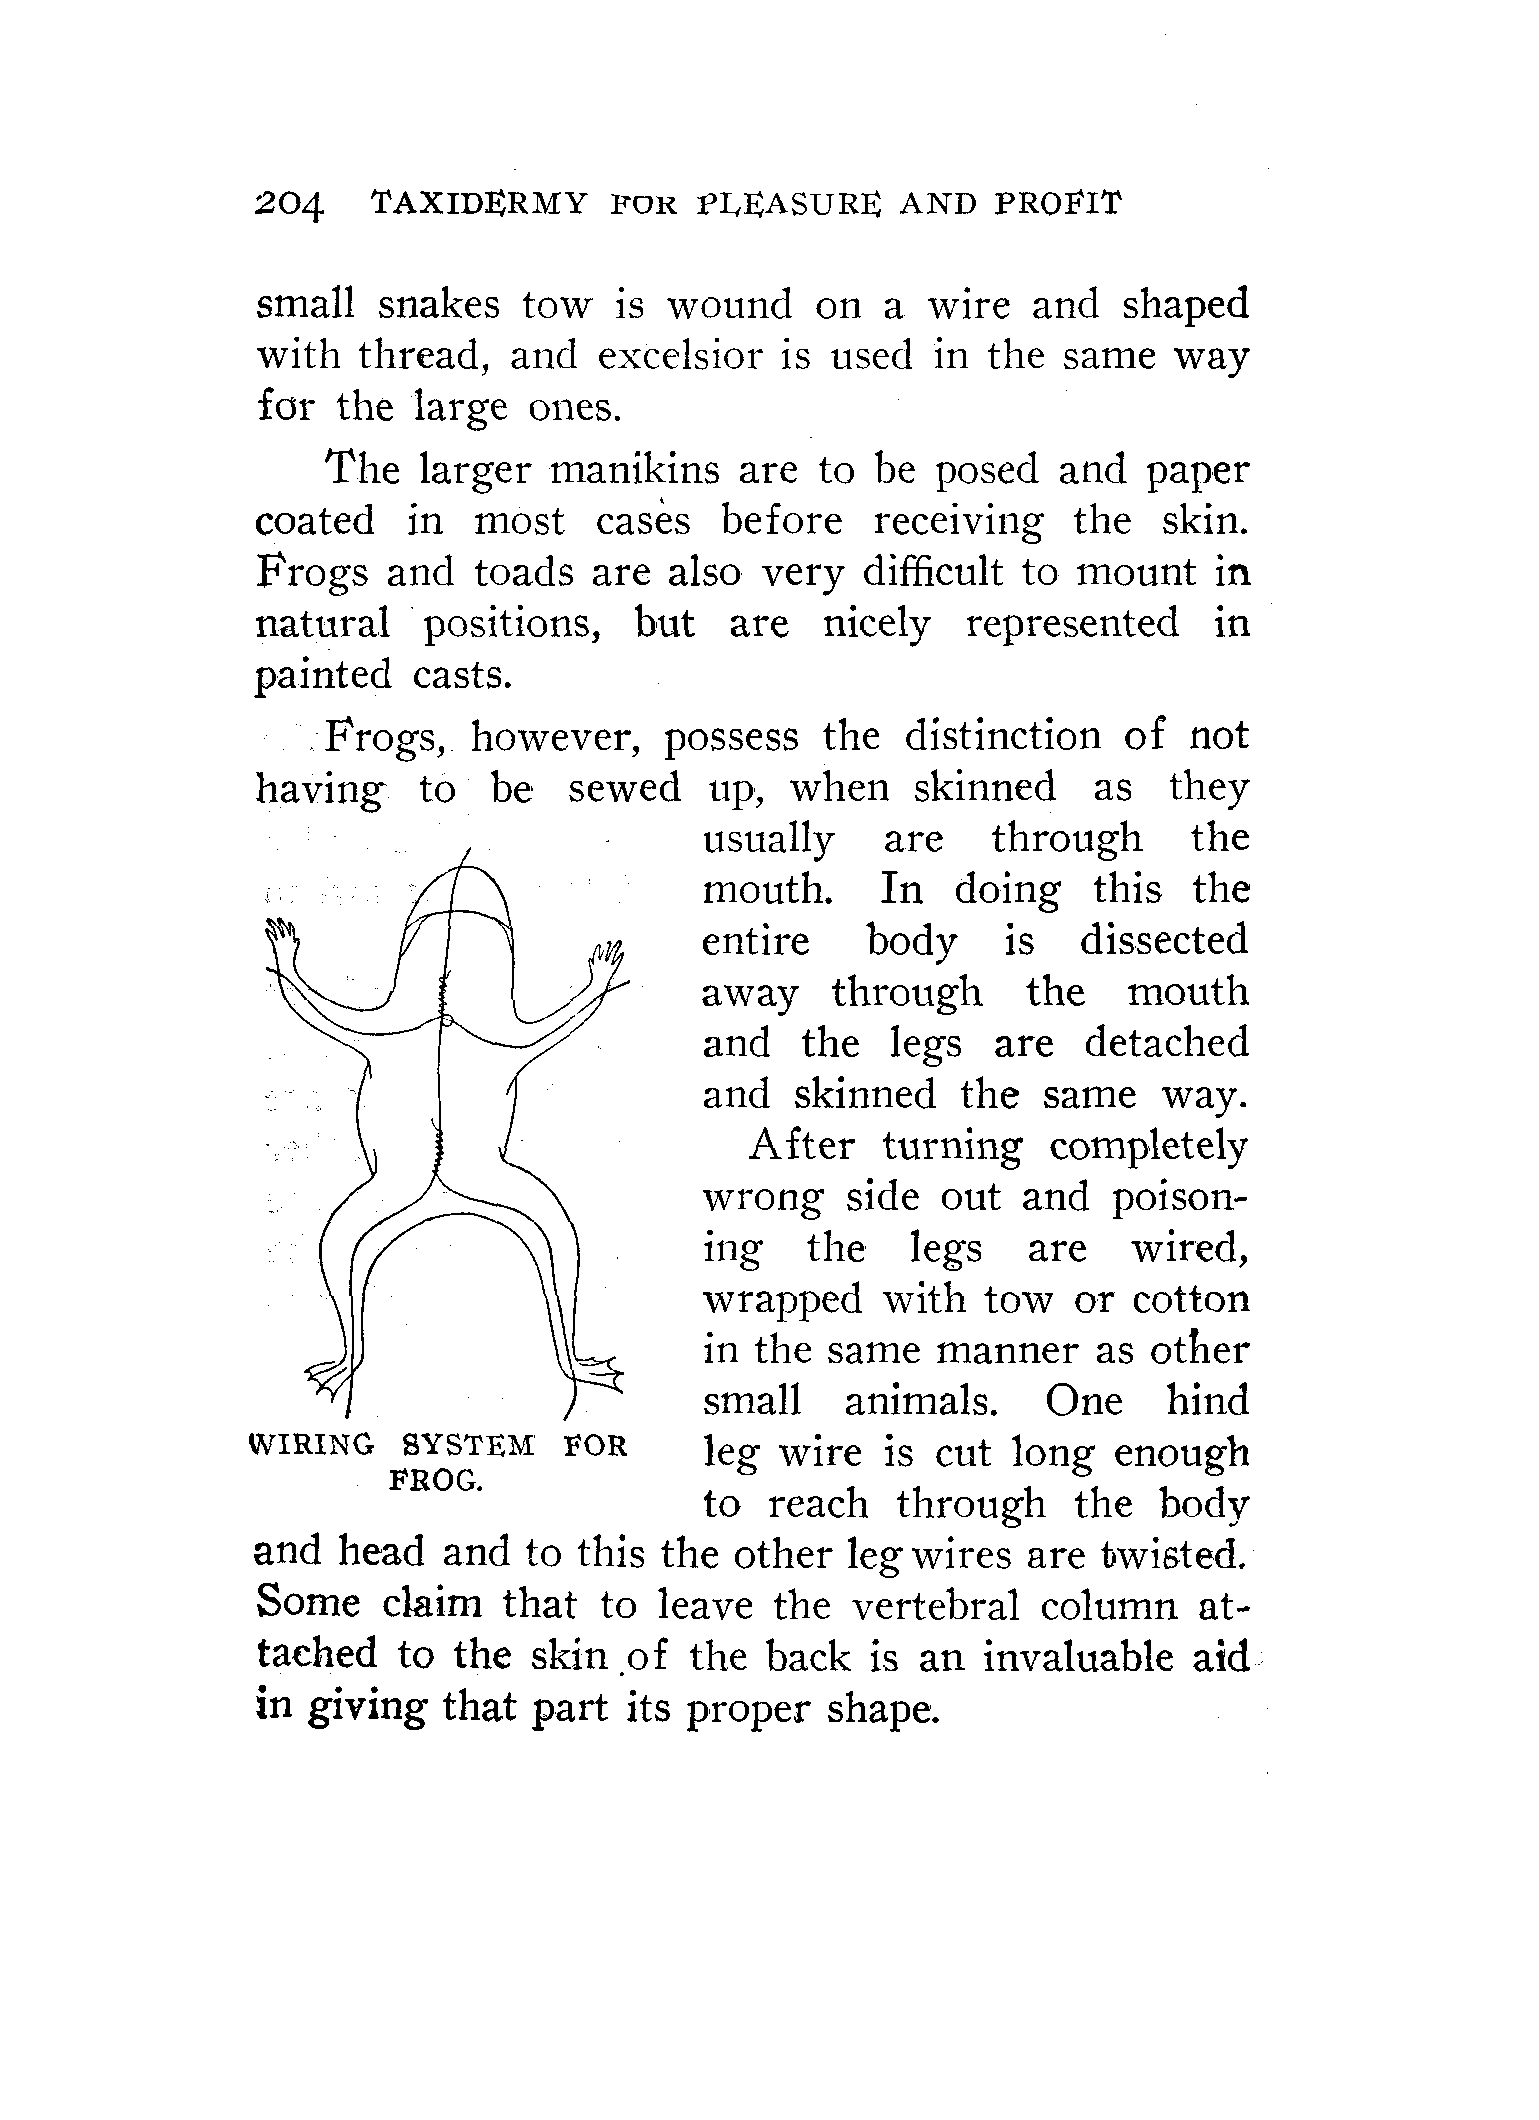 204 TAXIDERMY FOR PLEASURE AND PROFIT
small snakes tow is wound on a wire and shaped
with thread, and excelsior is used in the same way
for the large ones.
The larger manikins are to be posed and paper
coated in most cases before receiving the skin.
Frogs and toads are also very difficult to mount in
natural positions, but are nicely represented in
painted casts.
Frogs, however, possess the distinction of not
having to be sewed up, when skinned as they
usually are through the
mouth. In doing this the
entire body is dissected
away through the mouth
and the legs are detached
and skinned the same way.
After turning completely
wrong side out and poison-
ing the legs are wired,
wrapped with tow or cotton
in the same manner as other
small animals. One hind
leg wire is cut long enough
to reach through the body
and head and to this the other leg wires are twisted.
Some claim that to leave the vertebral column at-
tached to the skin of the back is an invaluable aid
in giving that part its proper shape.
WIRING SYSTEM FOR
FROG.